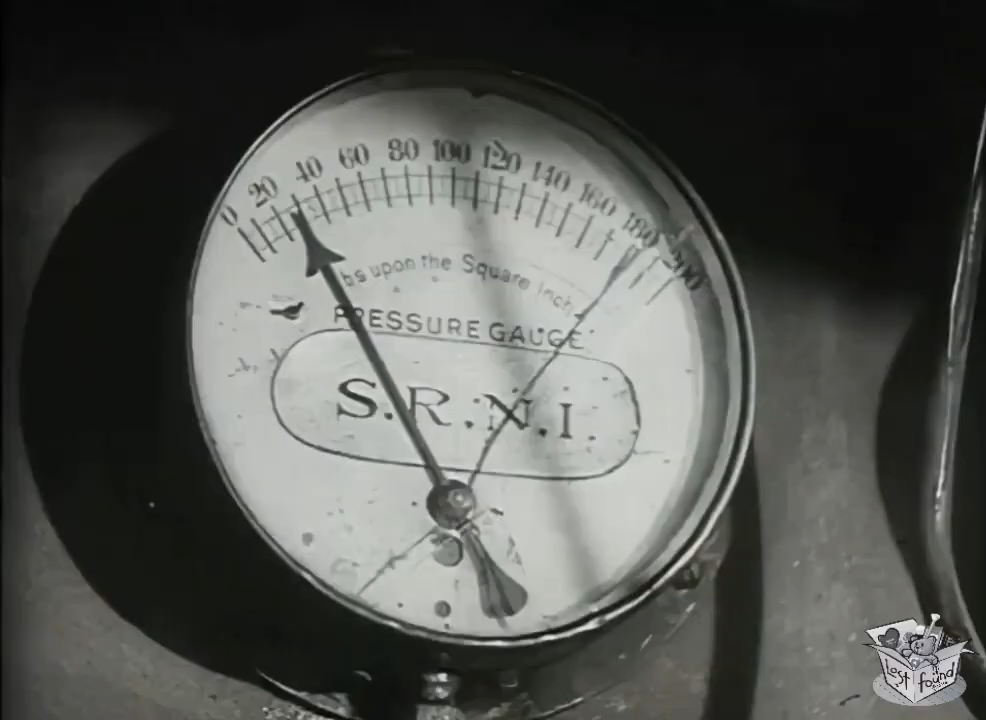 0 20 40 60 80 100 120 140 160 180 200
bs upon the Square Inch
PRESSURE GAUGE
S.R.N.I.
lost found